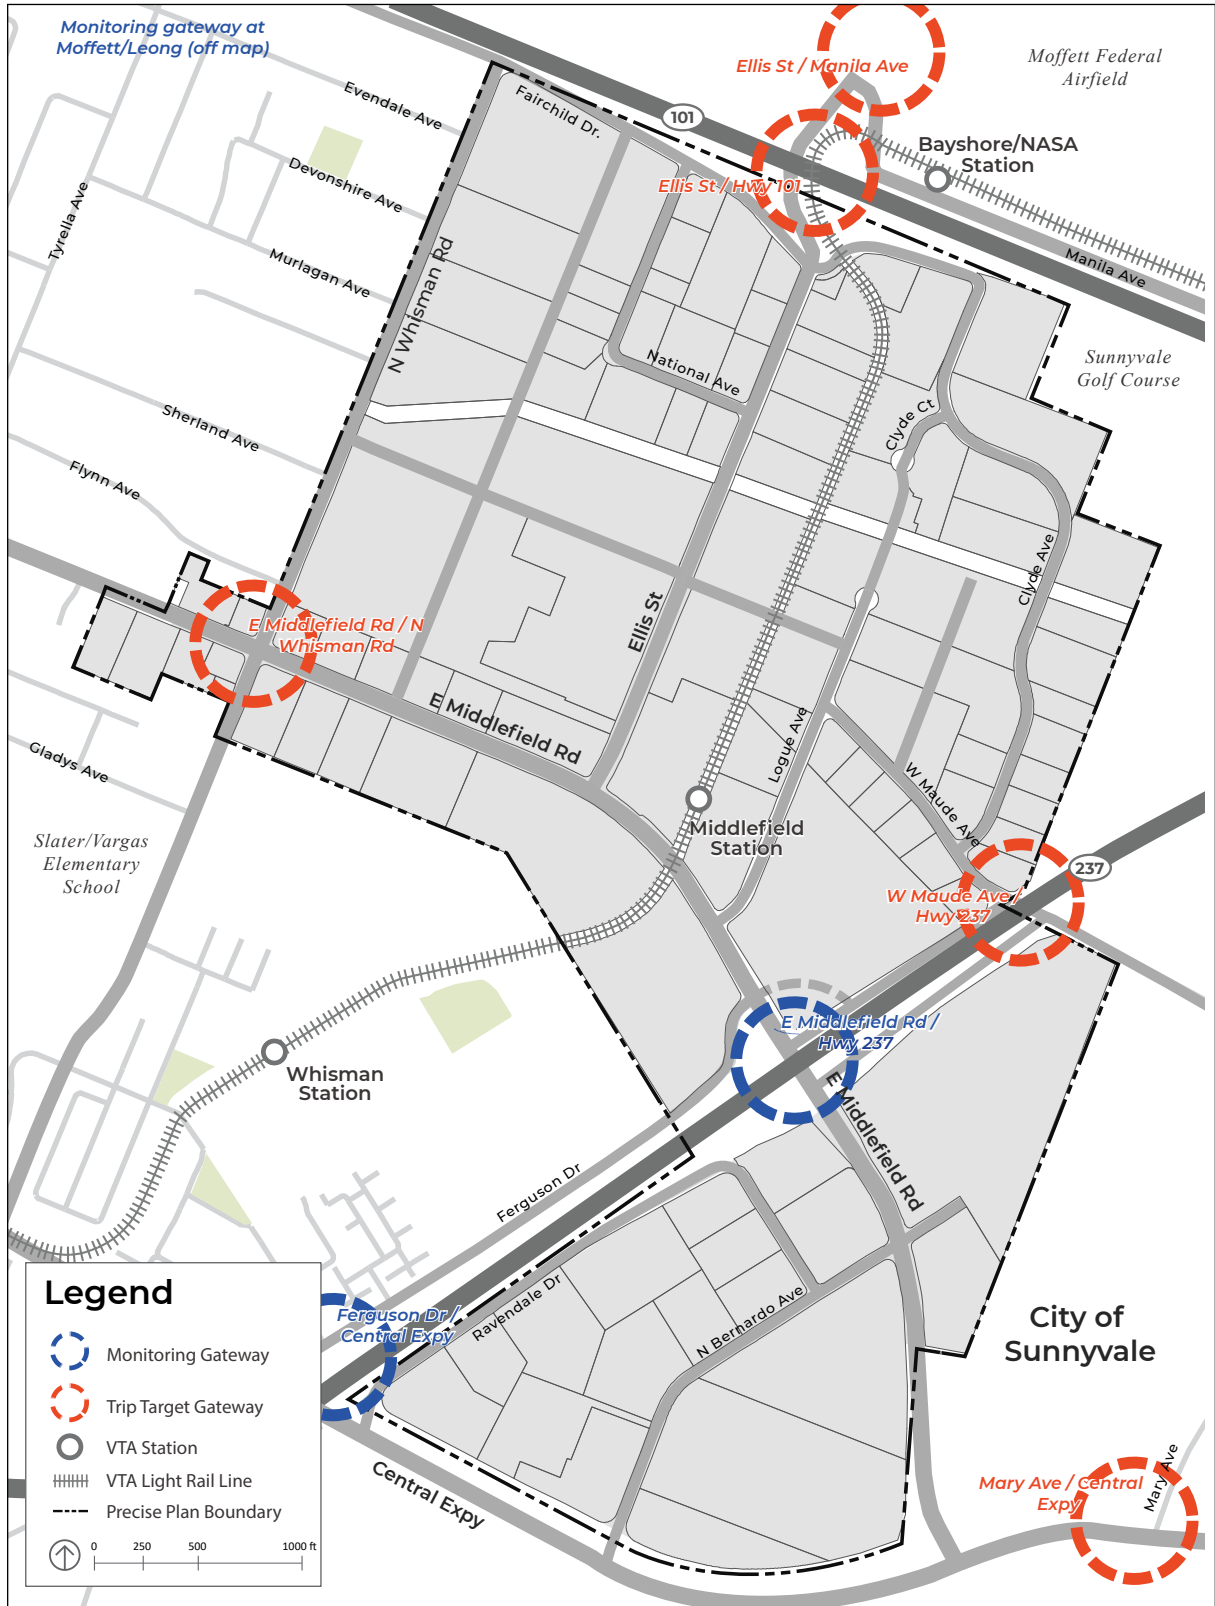 Monitoring gateway at
Moffett/Leong (off map)
Ellis St / Manila Ave
Moffett Federal
Airfield
Evendale Ave
Fairchild Dr.
101
Bayshore/NASA
Station
Devonshire Ave
Ellis St / Hwy 101
Tyrella Ave
Murlagan Ave
Manila Ave
N Whisman Rd
Sunnyvale
Golf Course
National Ave
Sherland Ave
Clyde Ct
Flynn Ave
Clyde Ave
Ellis St
E Middlefield Rd / N
Whisman Rd
E Middlefield Rd
Gladys Ave
Logue Ave
W Maude Ave
Slater/Vargas
Elementary
School
Middlefield
Station
237
W Maude Ave /
Hwy 237
E Middlefield Rd /
Hwy 237
Whisman
Station
E Middlefield Rd
Ferguson Dr
Ravendale Dr
N Bernardo Ave
Ferguson Dr /
Central Expy
City of
Sunnyvale
Central Expy
Mary Ave / Central
Expy
Mary Ave
Legend
Monitoring Gateway
Trip Target Gateway
VTA Station
VTA Light Rail Line
Precise Plan Boundary
0 250 500 1000 ft